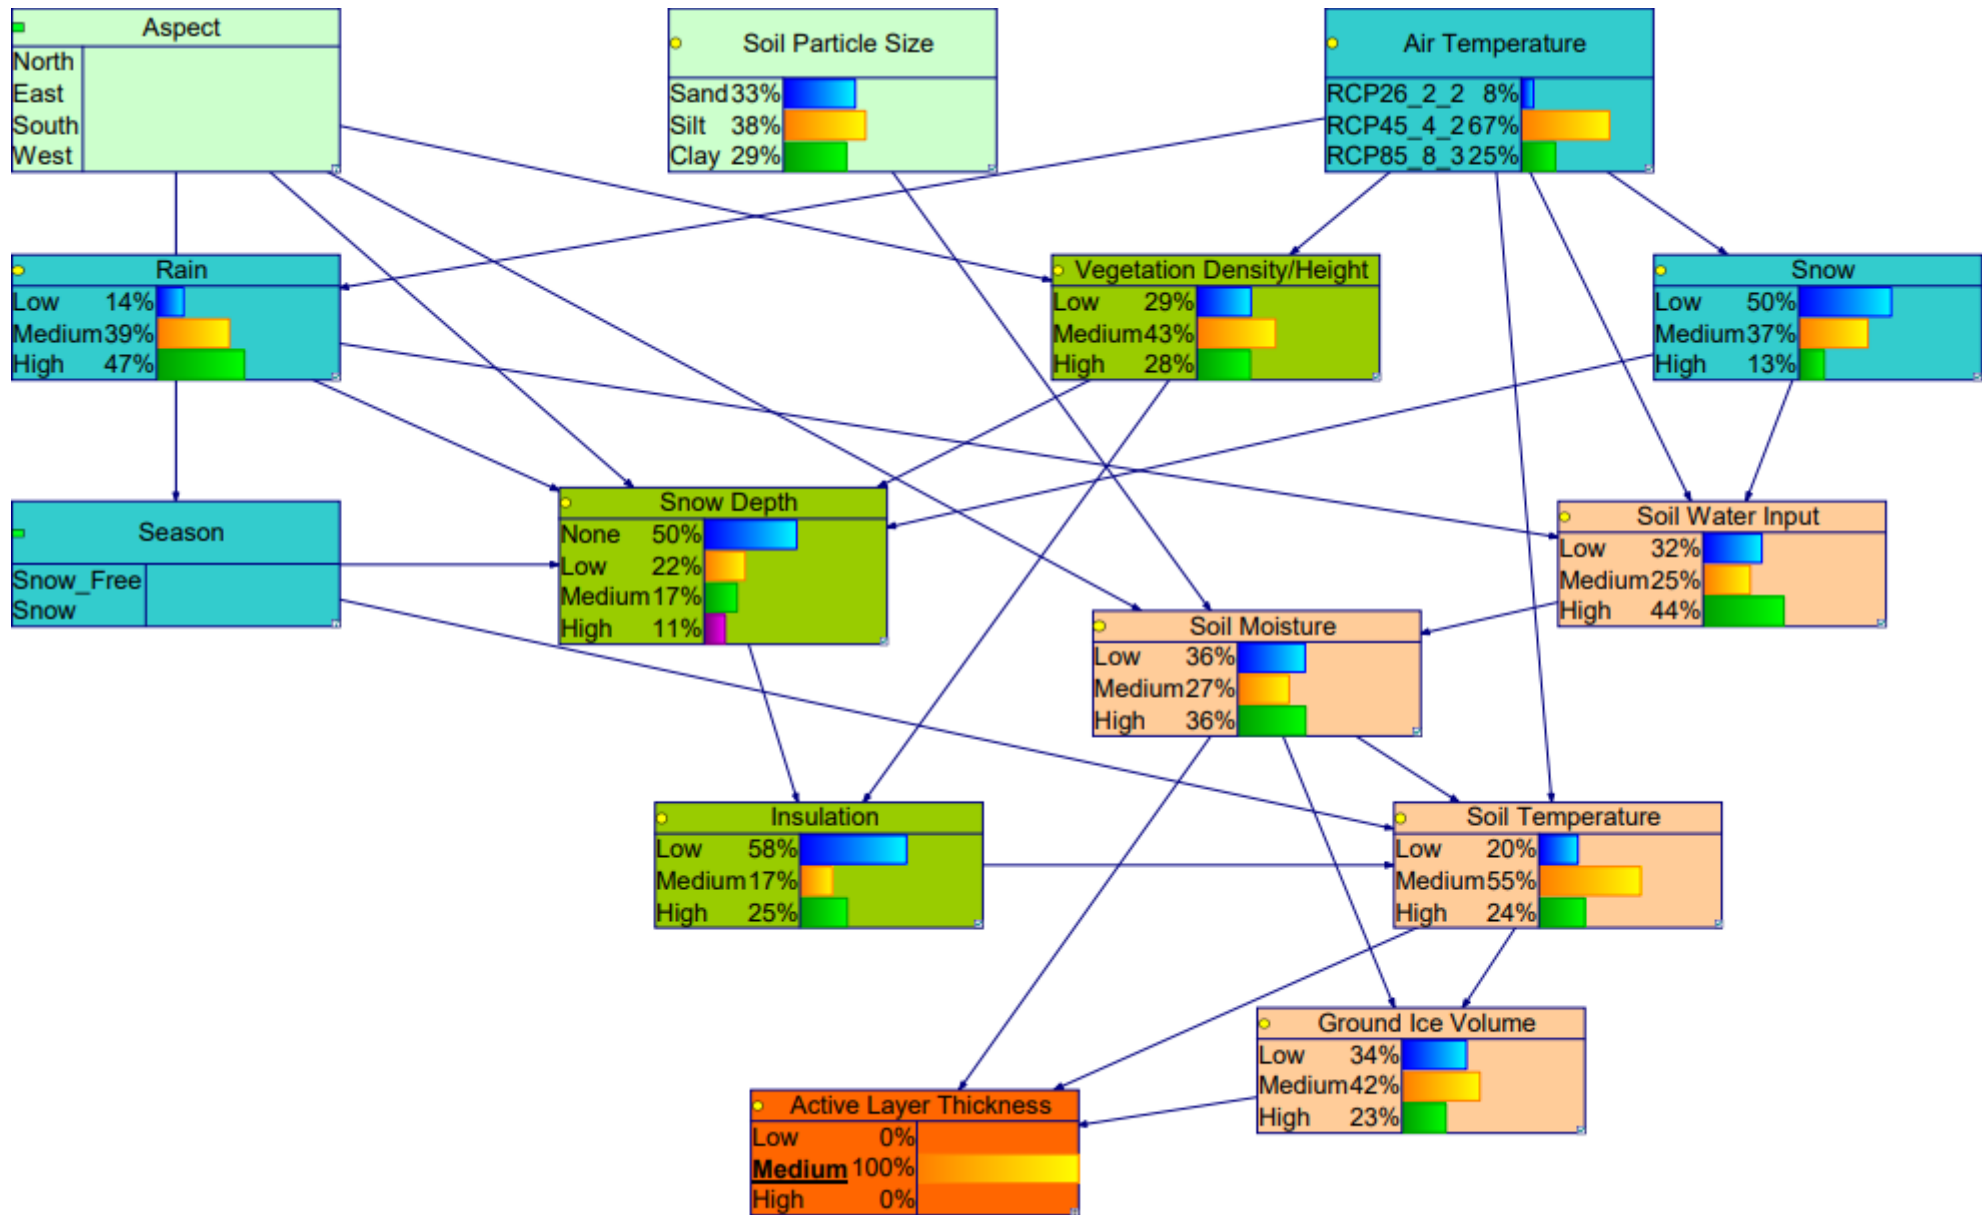 Aspect
North
East
South
West
Soil Particle Size
Sand 33%
Silt 38%
Clay 29%
Air Temperature
RCP26_2_2 8%
RCP45_4_2 67%
RCP85_8_3 25%
Rain
Low 14%
Medium 39%
High 47%
Vegetation Density/Height
Low 29%
Medium 43%
High 28%
Snow
Low 50%
Medium 37%
High 13%
Season
Snow_Free
Snow
Snow Depth
None 50%
Low 22%
Medium 17%
High 11%
Soil Water Input
Low 32%
Medium 25%
High 44%
Soil Moisture
Low 36%
Medium 27%
High 36%
Insulation
Low 58%
Medium 17%
High 25%
Soil Temperature
Low 20%
Medium 55%
High 24%
Ground Ice Volume
Low 34%
Medium 42%
High 23%
Active Layer Thickness
Low 0%
Medium 100%
High 0%